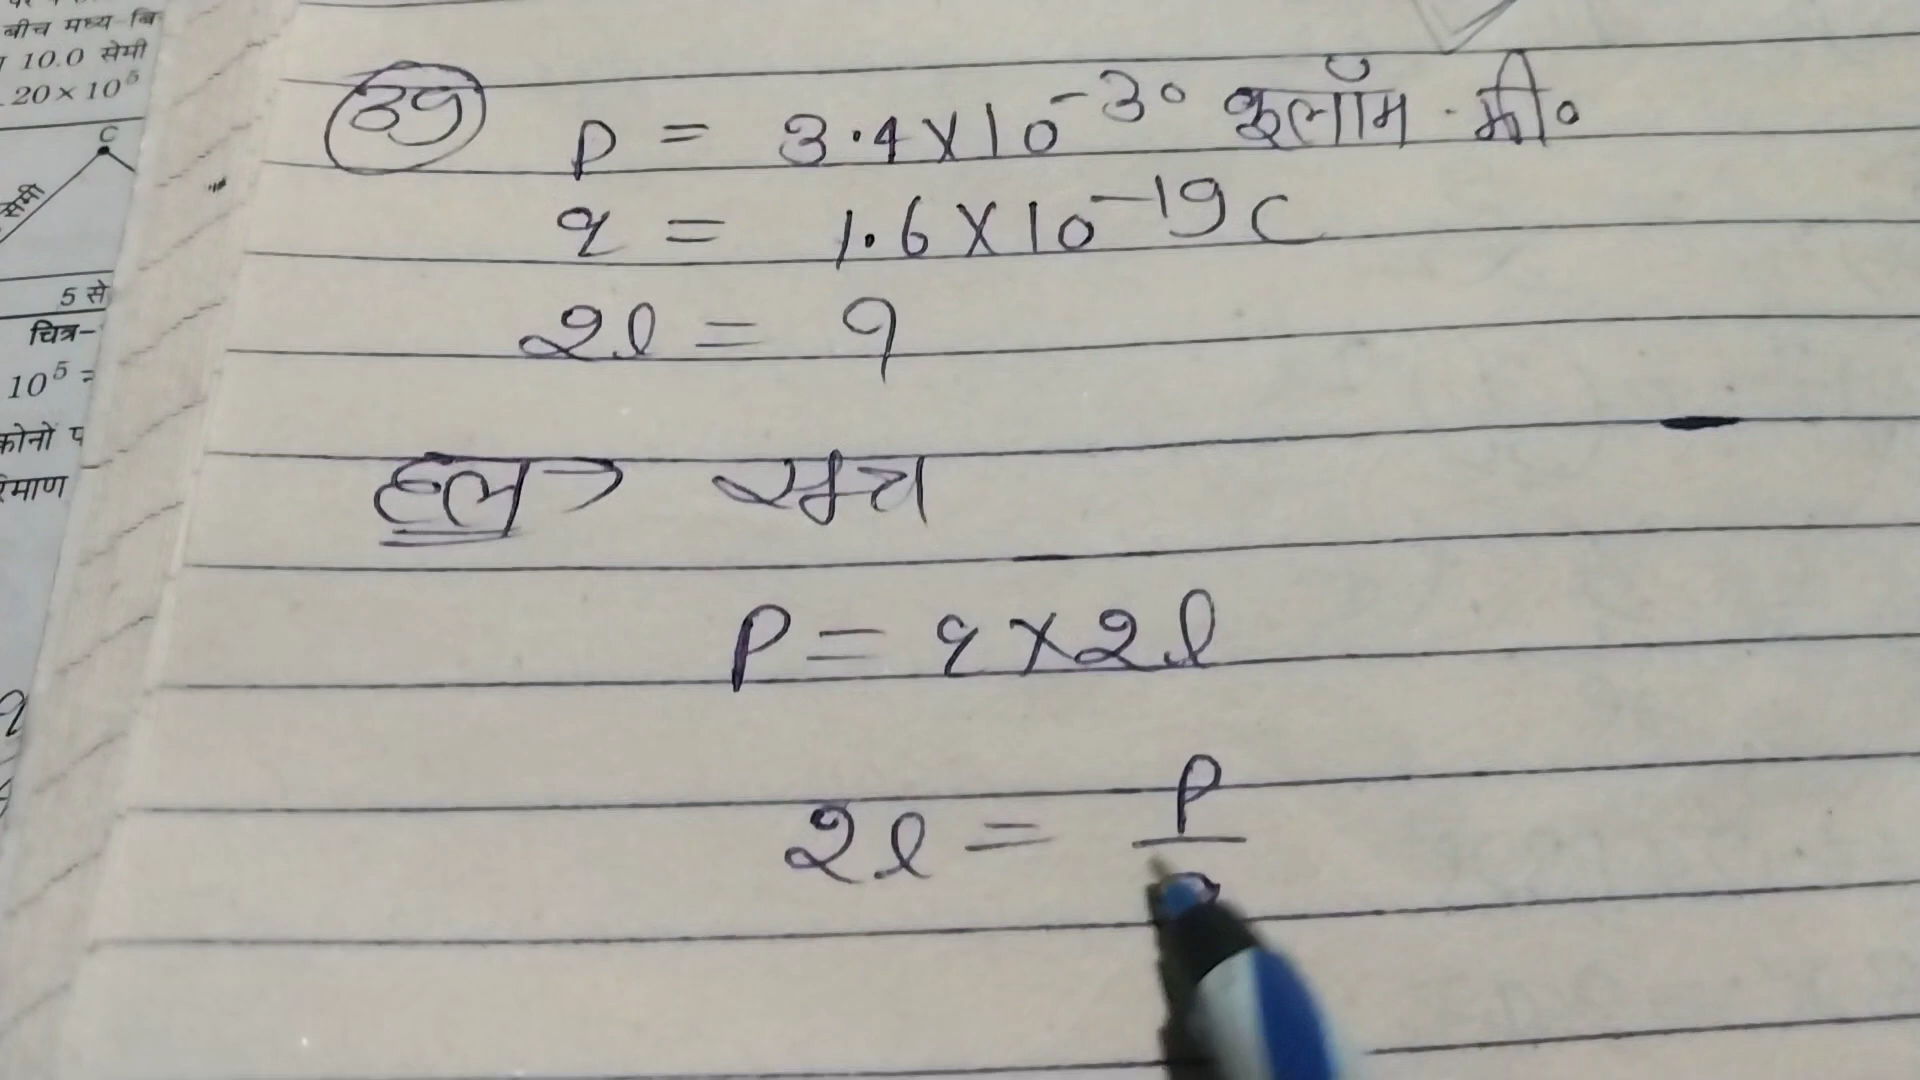 बीच मध्य बि
10.0 सेमी
20 × 10⁵
C
सेमी
5 से
चित्र-
10⁵ =
कोनों प
रिमाण
39 P = 3.4 × 10⁻³⁰ कूलॉम - मी०
q = 1.6 × 10⁻¹⁹ C
2l = ?
हल→ सूत्र
P = q × 2l
2l = P